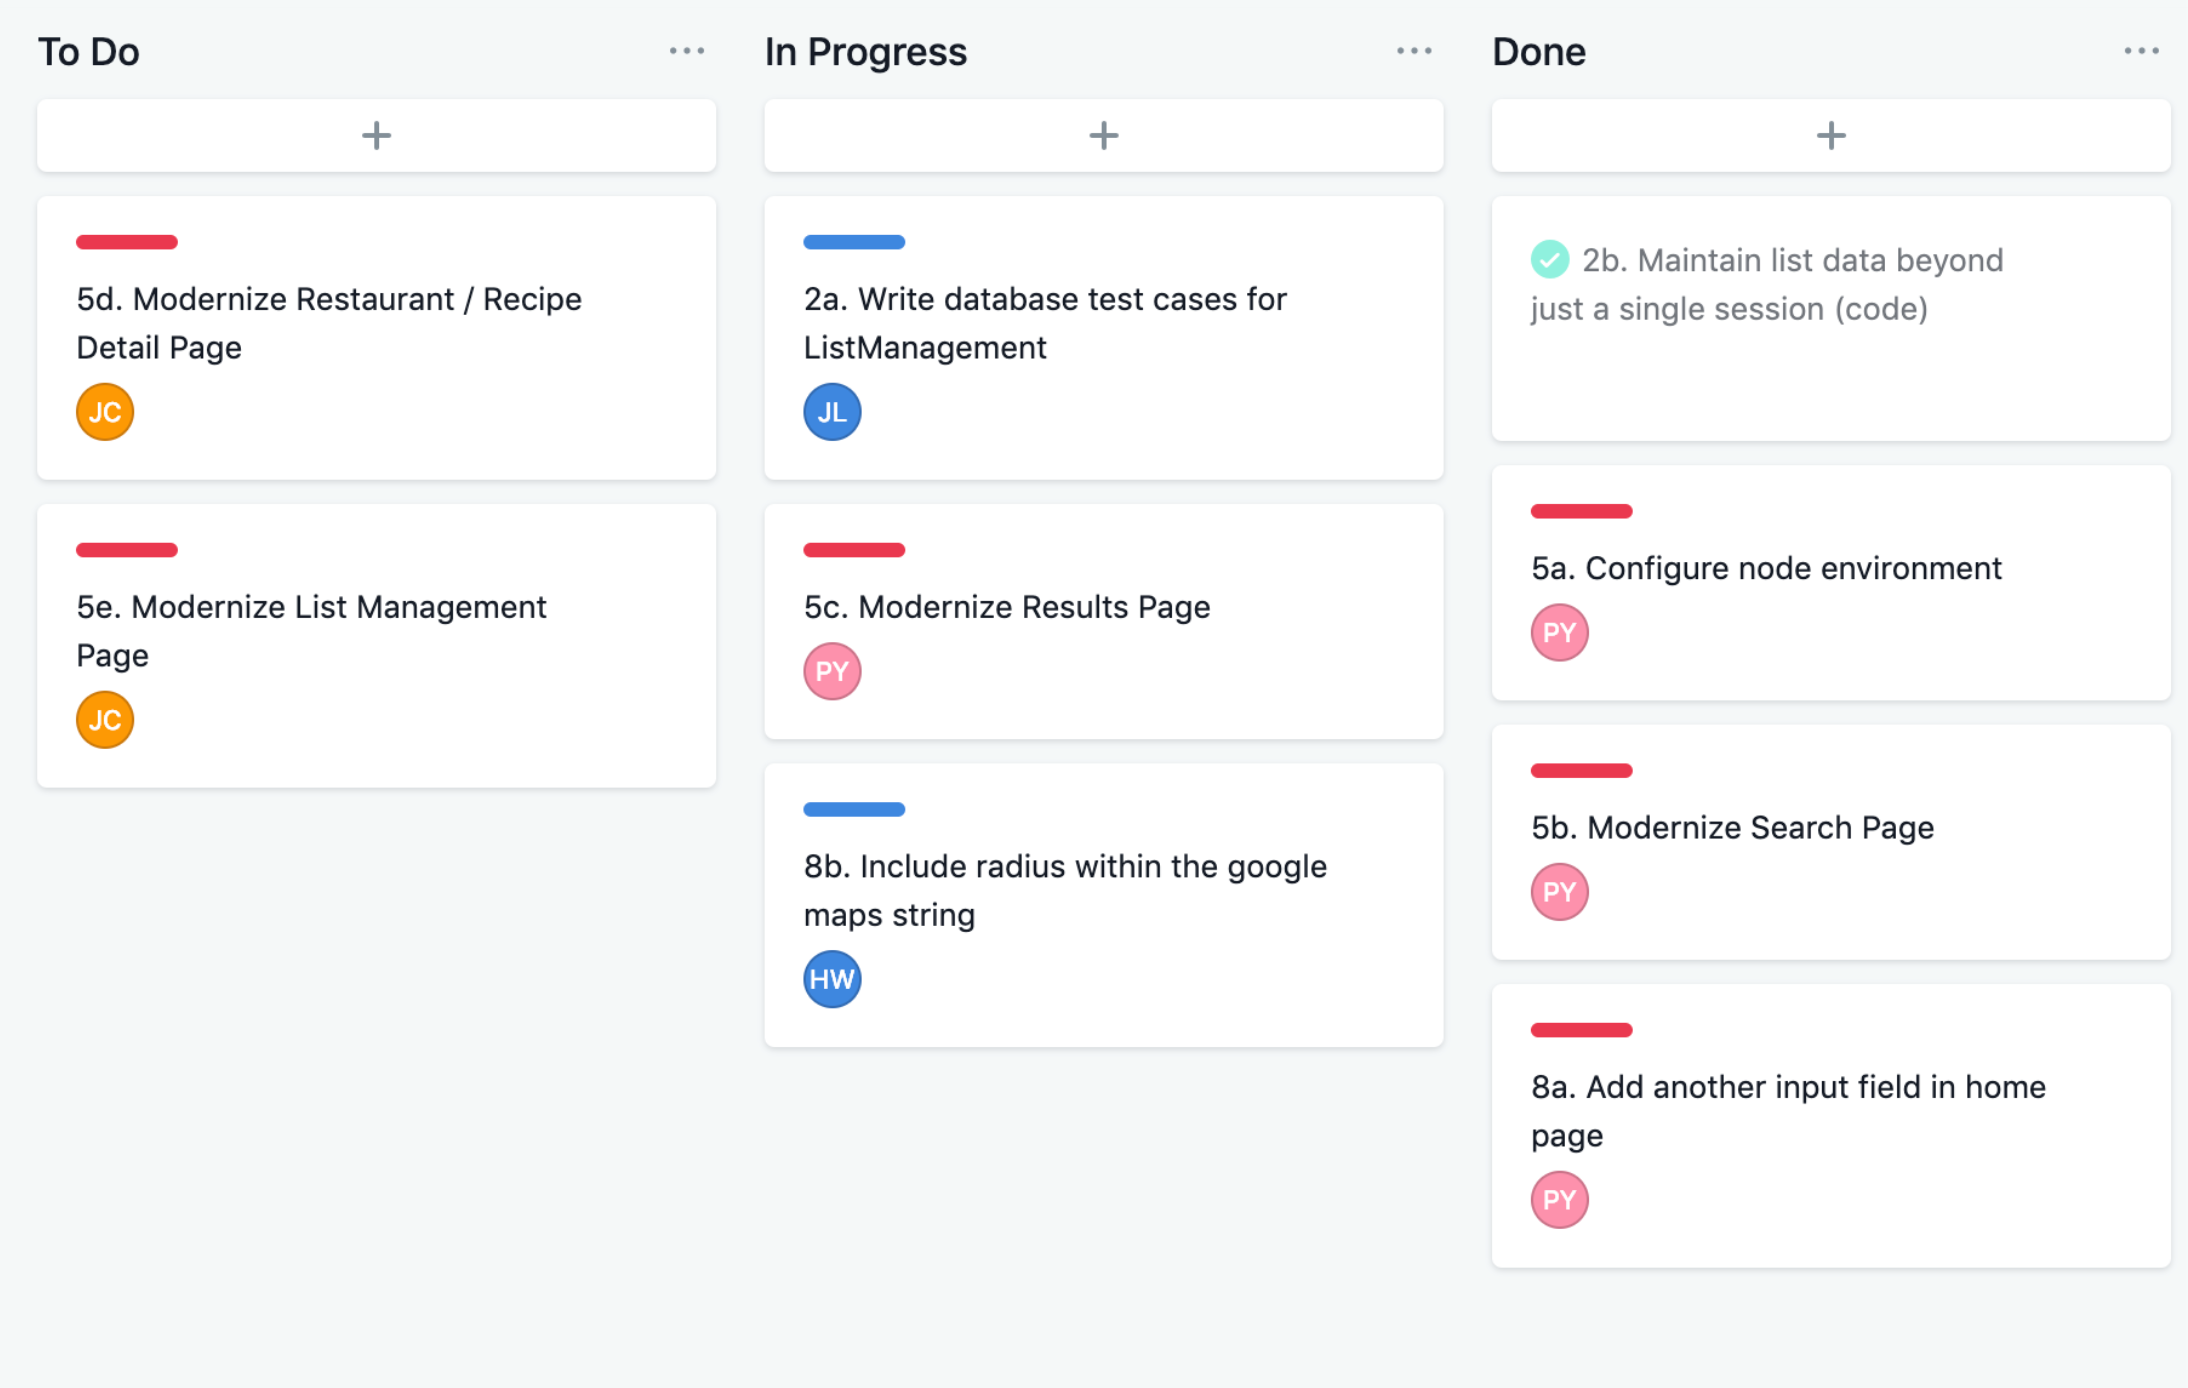 To Do
5d. Modernize Restaurant / Recipe
Detail Page
JC
5e. Modernize List Management
Page
JC
In Progress
2a. Write database test cases for
ListManagement
JL
5c. Modernize Results Page
PY
8b. Include radius within the google
maps string
HW
Done
2b. Maintain list data beyond
just a single session (code)
5a. Configure node environment
PY
5b. Modernize Search Page
PY
8a. Add another input field in home
page
PY